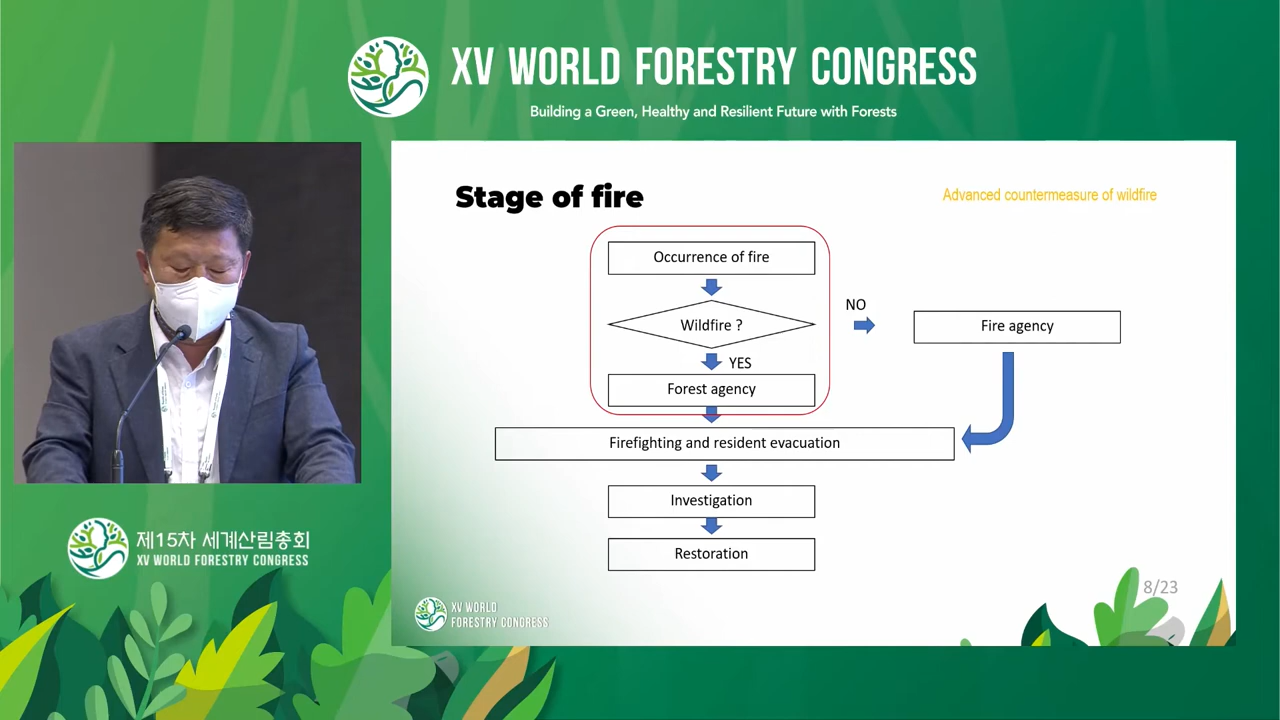 XV WORLD FORESTRY CONGRESS
Building a Green, Healthy and Resilient Future with Forests
Stage of fire
Advanced countermeasure of wildfire
Occurrence of fire
Wildfire ?
NO
Fire agency
YES
Forest agency
Firefighting and resident evacuation
Investigation
Restoration
8/23
XV WORLD
FORESTRY CONGRESS
제15차 세계산림총회
XV WORLD FORESTRY CONGRESS